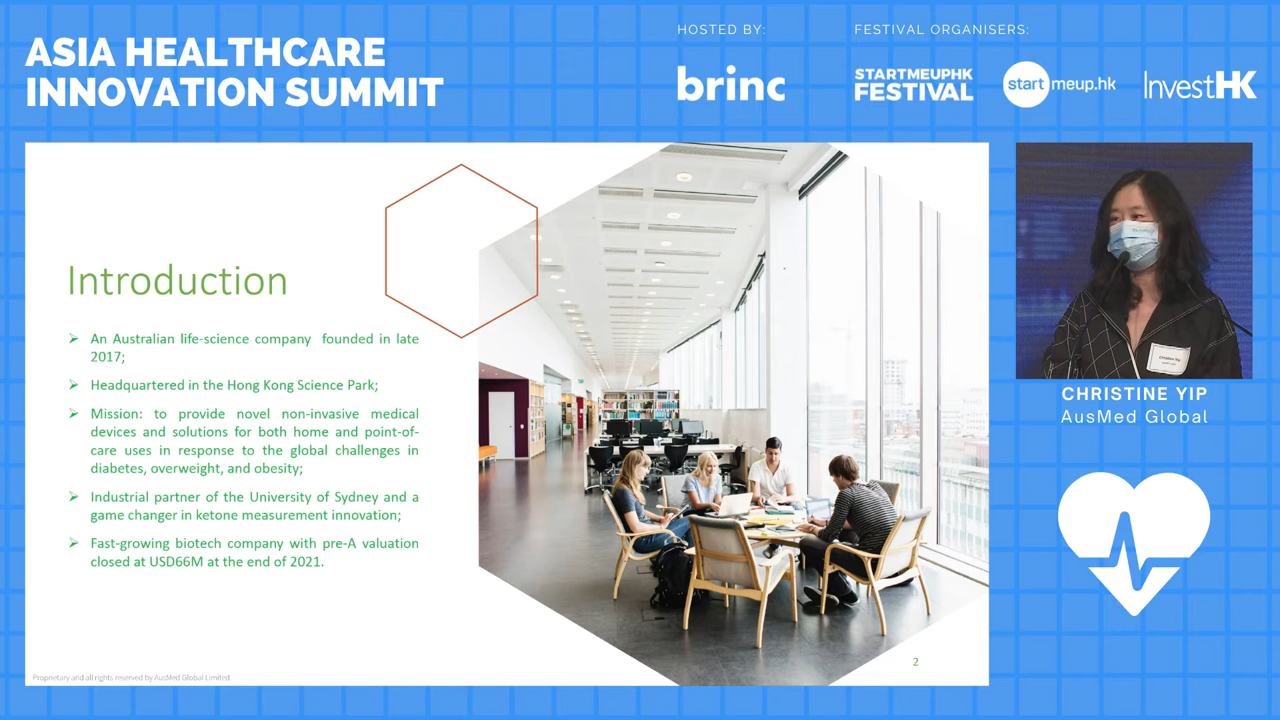 ASIA HEALTHCARE
INNOVATION SUMMIT
HOSTED BY:
brinc
FESTIVAL ORGANISERS:
STARTMEUPHK
FESTIVAL
startmeup.hk
InvestHK
Introduction
➢ An Australian life-science company founded in late
2017;
➢ Headquartered in the Hong Kong Science Park;
➢ Mission: to provide novel non-invasive medical
devices and solutions for both home and point-of-
care uses in response to the global challenges in
diabetes, overweight, and obesity;
➢ Industrial partner of the University of Sydney and a
game changer in ketone measurement innovation;
➢ Fast-growing biotech company with pre-A valuation
closed at USD66M at the end of 2021.
2
Proprietary and all rights reserved by AusMed Global Limited
Christine Yip
CHRISTINE YIP
AusMed Global